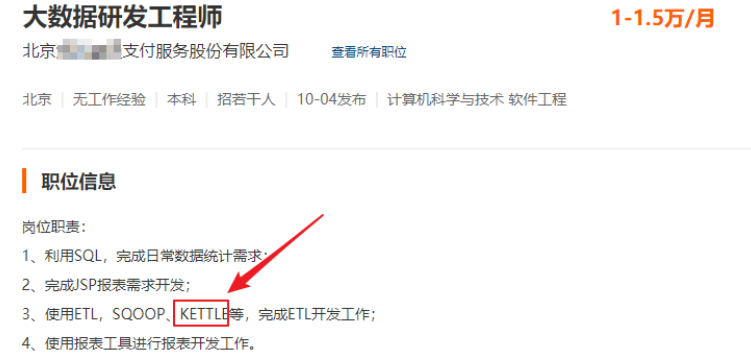 大数据研发工程师
1-1.5万/月
北京 支付服务股份有限公司 查看所有职位
北京 无工作经验 本科 招若干人 10-04发布 计算机科学与技术 软件工程
职位信息
岗位职责：
1、利用SQL，完成日常数据统计需求；
2、完成JSP报表需求开发；
3、使用ETL，SQOOP、KETTLE等，完成ETL开发工作；
4、使用报表工具进行报表开发工作。